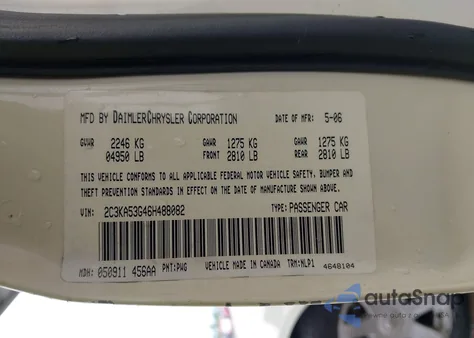 MFD BY DAIMLERCHRYSLER CORPORATION DATE OF MFR: 5-06
GVWR 2246 KG GAWR 1275 KG GAWR 1275 KG
04950 LB FRONT 2810 LB REAR 2810 LB
THIS VEHICLE CONFORMS TO ALL APPLICABLE FEDERAL MOTOR VEHICLE SAFETY, BUMPER AND
THEFT PREVENTION STANDARDS IN EFFECT ON THE DATE OF MANUFACTURE SHOWN ABOVE.
VIN: 2C3KA53G46H488082 TYPE: PASSENGER CAR
MDH: 050911 456AA PNT: PWG VEHICLE MADE IN CANADA TRM: NLP1 4648104
autoSnap